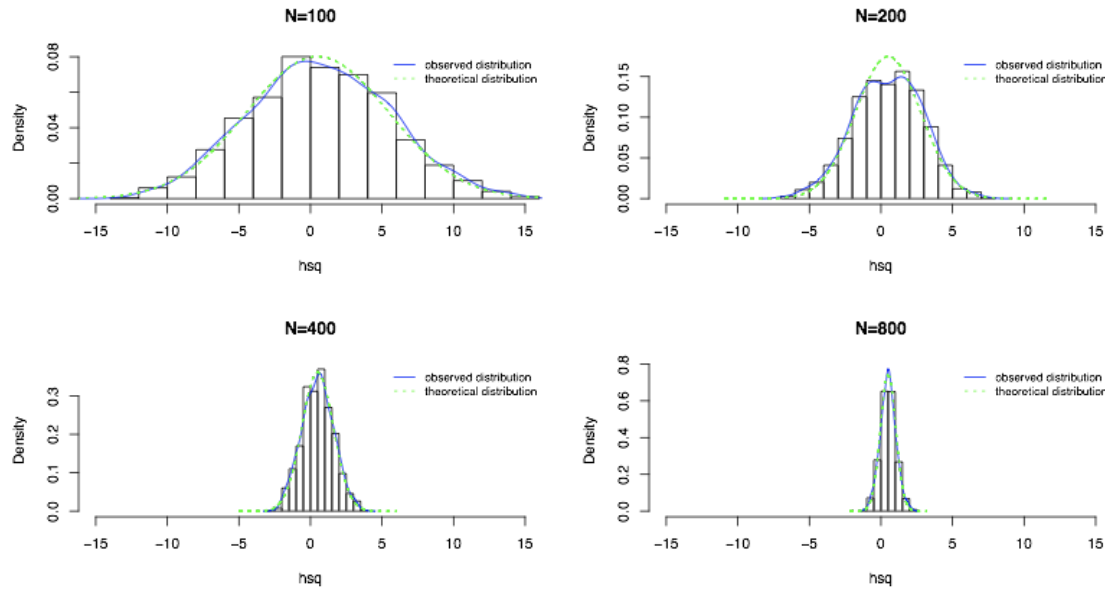 N=100
observed distribution
theoretical distribution
Density
0.00
0.04
0.08
−15 −10 −5 0 5 10 15
hsq
N=200
observed distribution
theoretical distribution
Density
0.00 0.05 0.10 0.15
−15 −10 −5 0 5 10 15
hsq
N=400
observed distribution
theoretical distribution
Density
0.0 0.1 0.2 0.3
−15 −10 −5 0 5 10 15
hsq
N=800
observed distribution
theoretical distribution
Density
0.0 0.2 0.4 0.6 0.8
−15 −10 −5 0 5 10 15
hsq